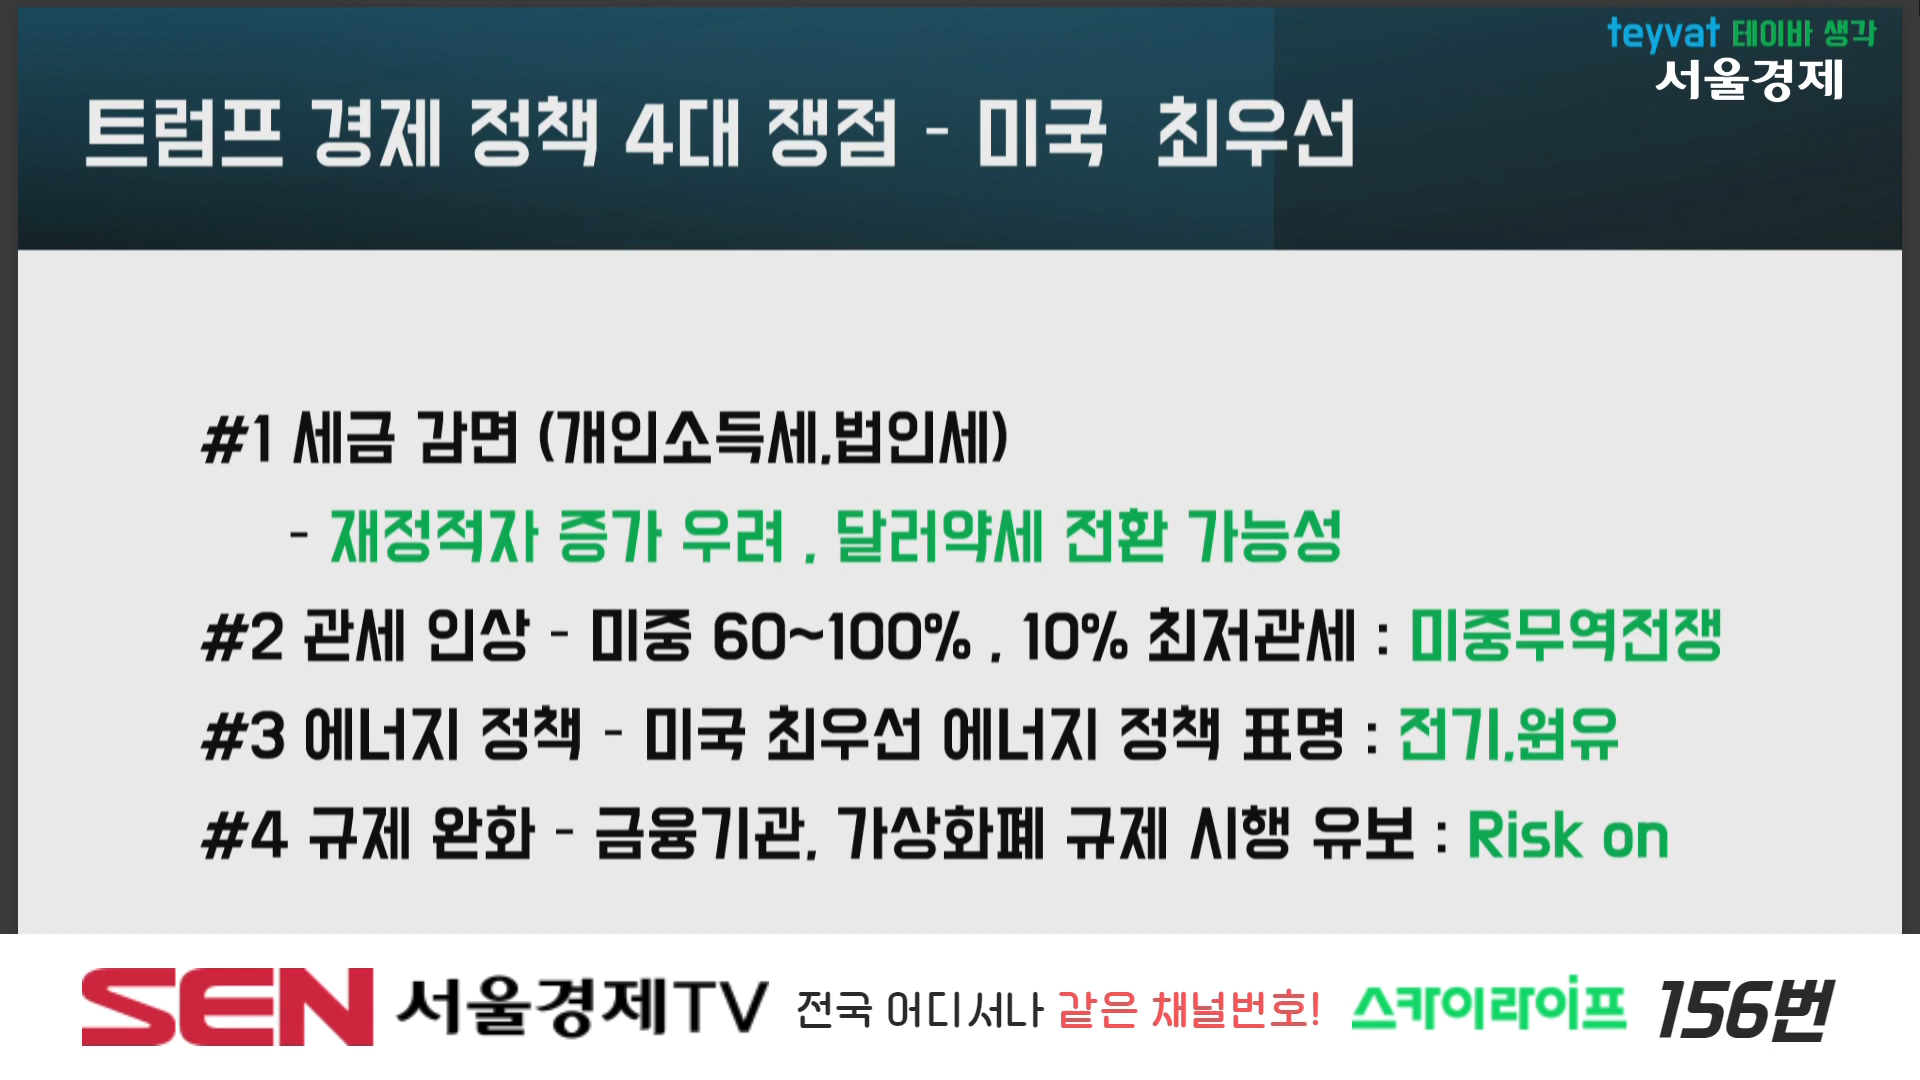 teyvat 테이바 생각
서울경제
트럼프 경제 정책 4대 쟁점 - 미국 최우선
#1 세금 감면 (개인소득세,법인세)
- 재정적자 증가 우려 , 달러약세 전환 가능성
#2 관세 인상 - 미중 60~100% , 10% 최저관세 : 미중무역전쟁
#3 에너지 정책 - 미국 최우선 에너지 정책 표명 : 전기,원유
#4 규제 완화 - 금융기관, 가상화폐 규제 시행 유보 : Risk on
SEN 서울경제TV 전국 어디서나 같은 채널번호! 스카이라이프 156번